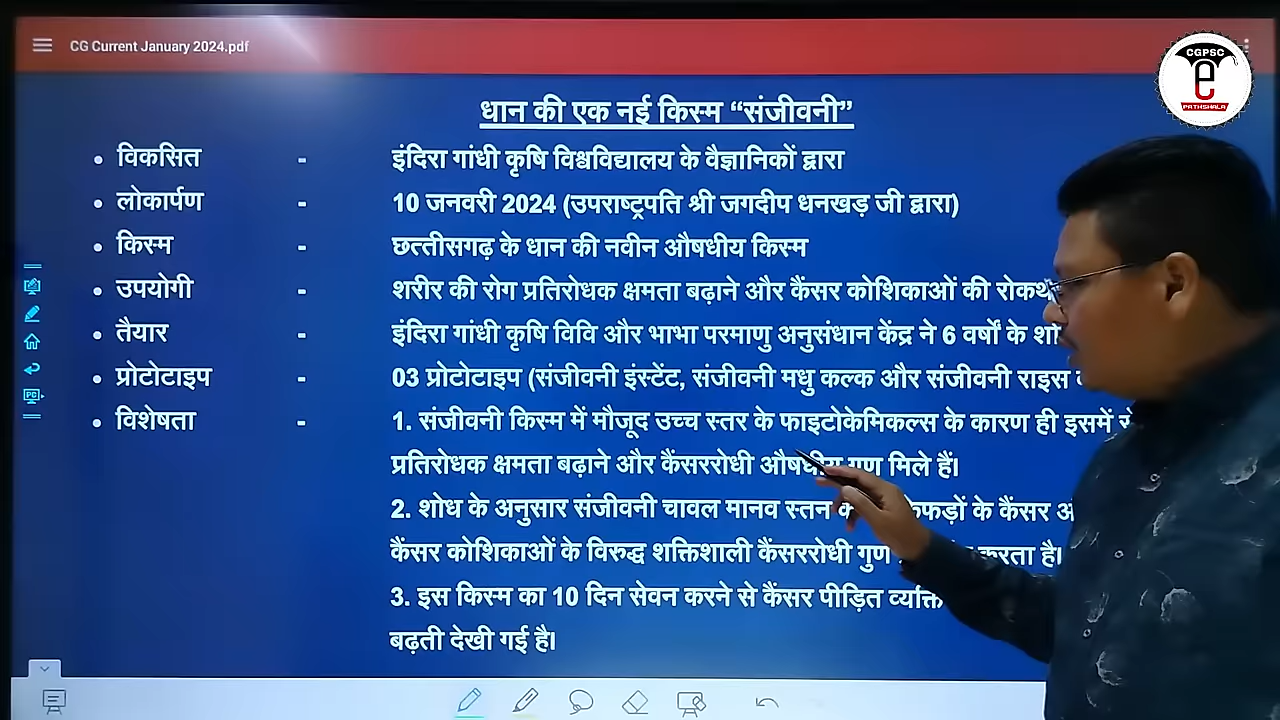 CG Current January 2024.pdf
CGPSC
e
PATHSHALA
धान की एक नई किस्म “संजीवनी”
• विकसित - इंदिरा गांधी कृषि विश्वविद्यालय के वैज्ञानिकों द्वारा
• लोकार्पण - 10 जनवरी 2024 (उपराष्ट्रपति श्री जगदीप धनखड़ जी द्वारा)
• किस्म - छत्तीसगढ़ के धान की नवीन औषधीय किस्म
• उपयोगी - शरीर की रोग प्रतिरोधक क्षमता बढ़ाने और कैंसर कोशिकाओं की
• तैयार - इंदिरा गांधी कृषि विवि और भाभा परमाणु अनुसंधान केंद्र ने 6 वर्षों के
• प्रोटोटाइप - 03 प्रोटोटाइप (संजीवनी इंस्टेंट, संजीवनी मधु कल्क और संजीवनी राइस
• विशेषता - 1. संजीवनी किस्म में मौजूद उच्च स्तर के फाइटोकेमिकल्स के कारण ही इसमें
प्रतिरोधक क्षमता बढ़ाने और कैंसररोधी औषधीय गुण मिले हैं।
2. शोध के अनुसार संजीवनी चावल मानव स्तन के कैंसर
कैंसर कोशिकाओं के विरुद्ध शक्तिशाली कैंसररोधी गुण करता है।
3. इस किस्म का 10 दिन सेवन करने से कैंसर पीड़ित
बढ़ती देखी गई है।
PC